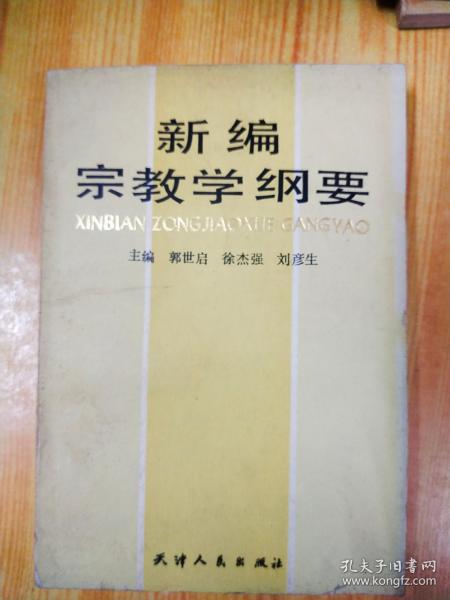 新编
宗教学纲要
XINBIAN ZONGJIAOXUE GANGYAO
主编 郭世启 徐杰强 刘彦生
天津人民出版社
孔夫子旧书网
www.kongfz.com